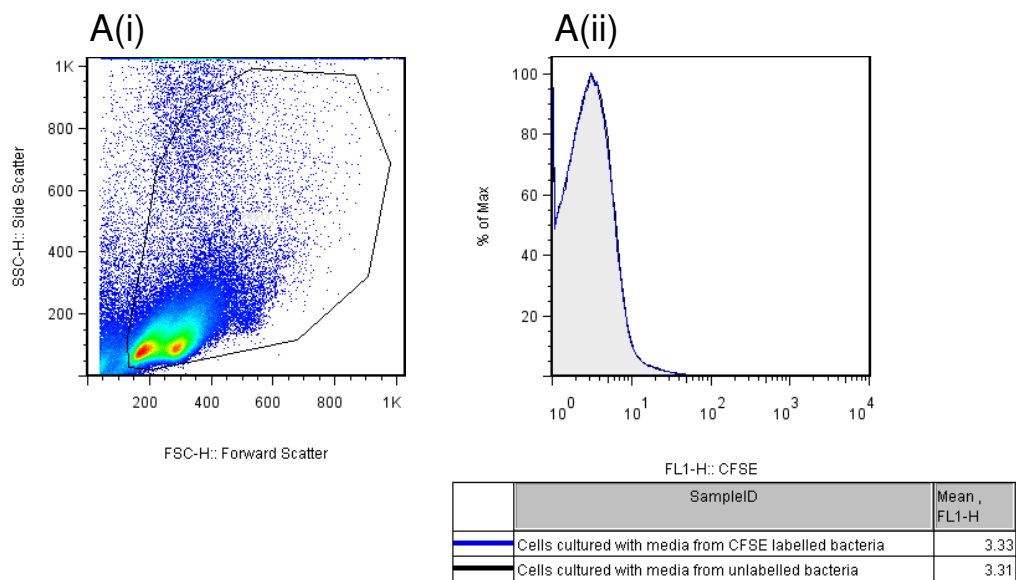 A(i)
A(ii)
1K
800
600
400
200
SSC-H:: Side Scatter
200 400 600 800 1K
FSC-H:: Forward Scatter
100
80
60
40
20
% of Max
10^0 10^1 10^2 10^3 10^4
FL1-H:: CFSE
SampleID Mean , FL1-H
Cells cultured with media from CFSE labelled bacteria 3.33
Cells cultured with media from unlabelled bacteria 3.31